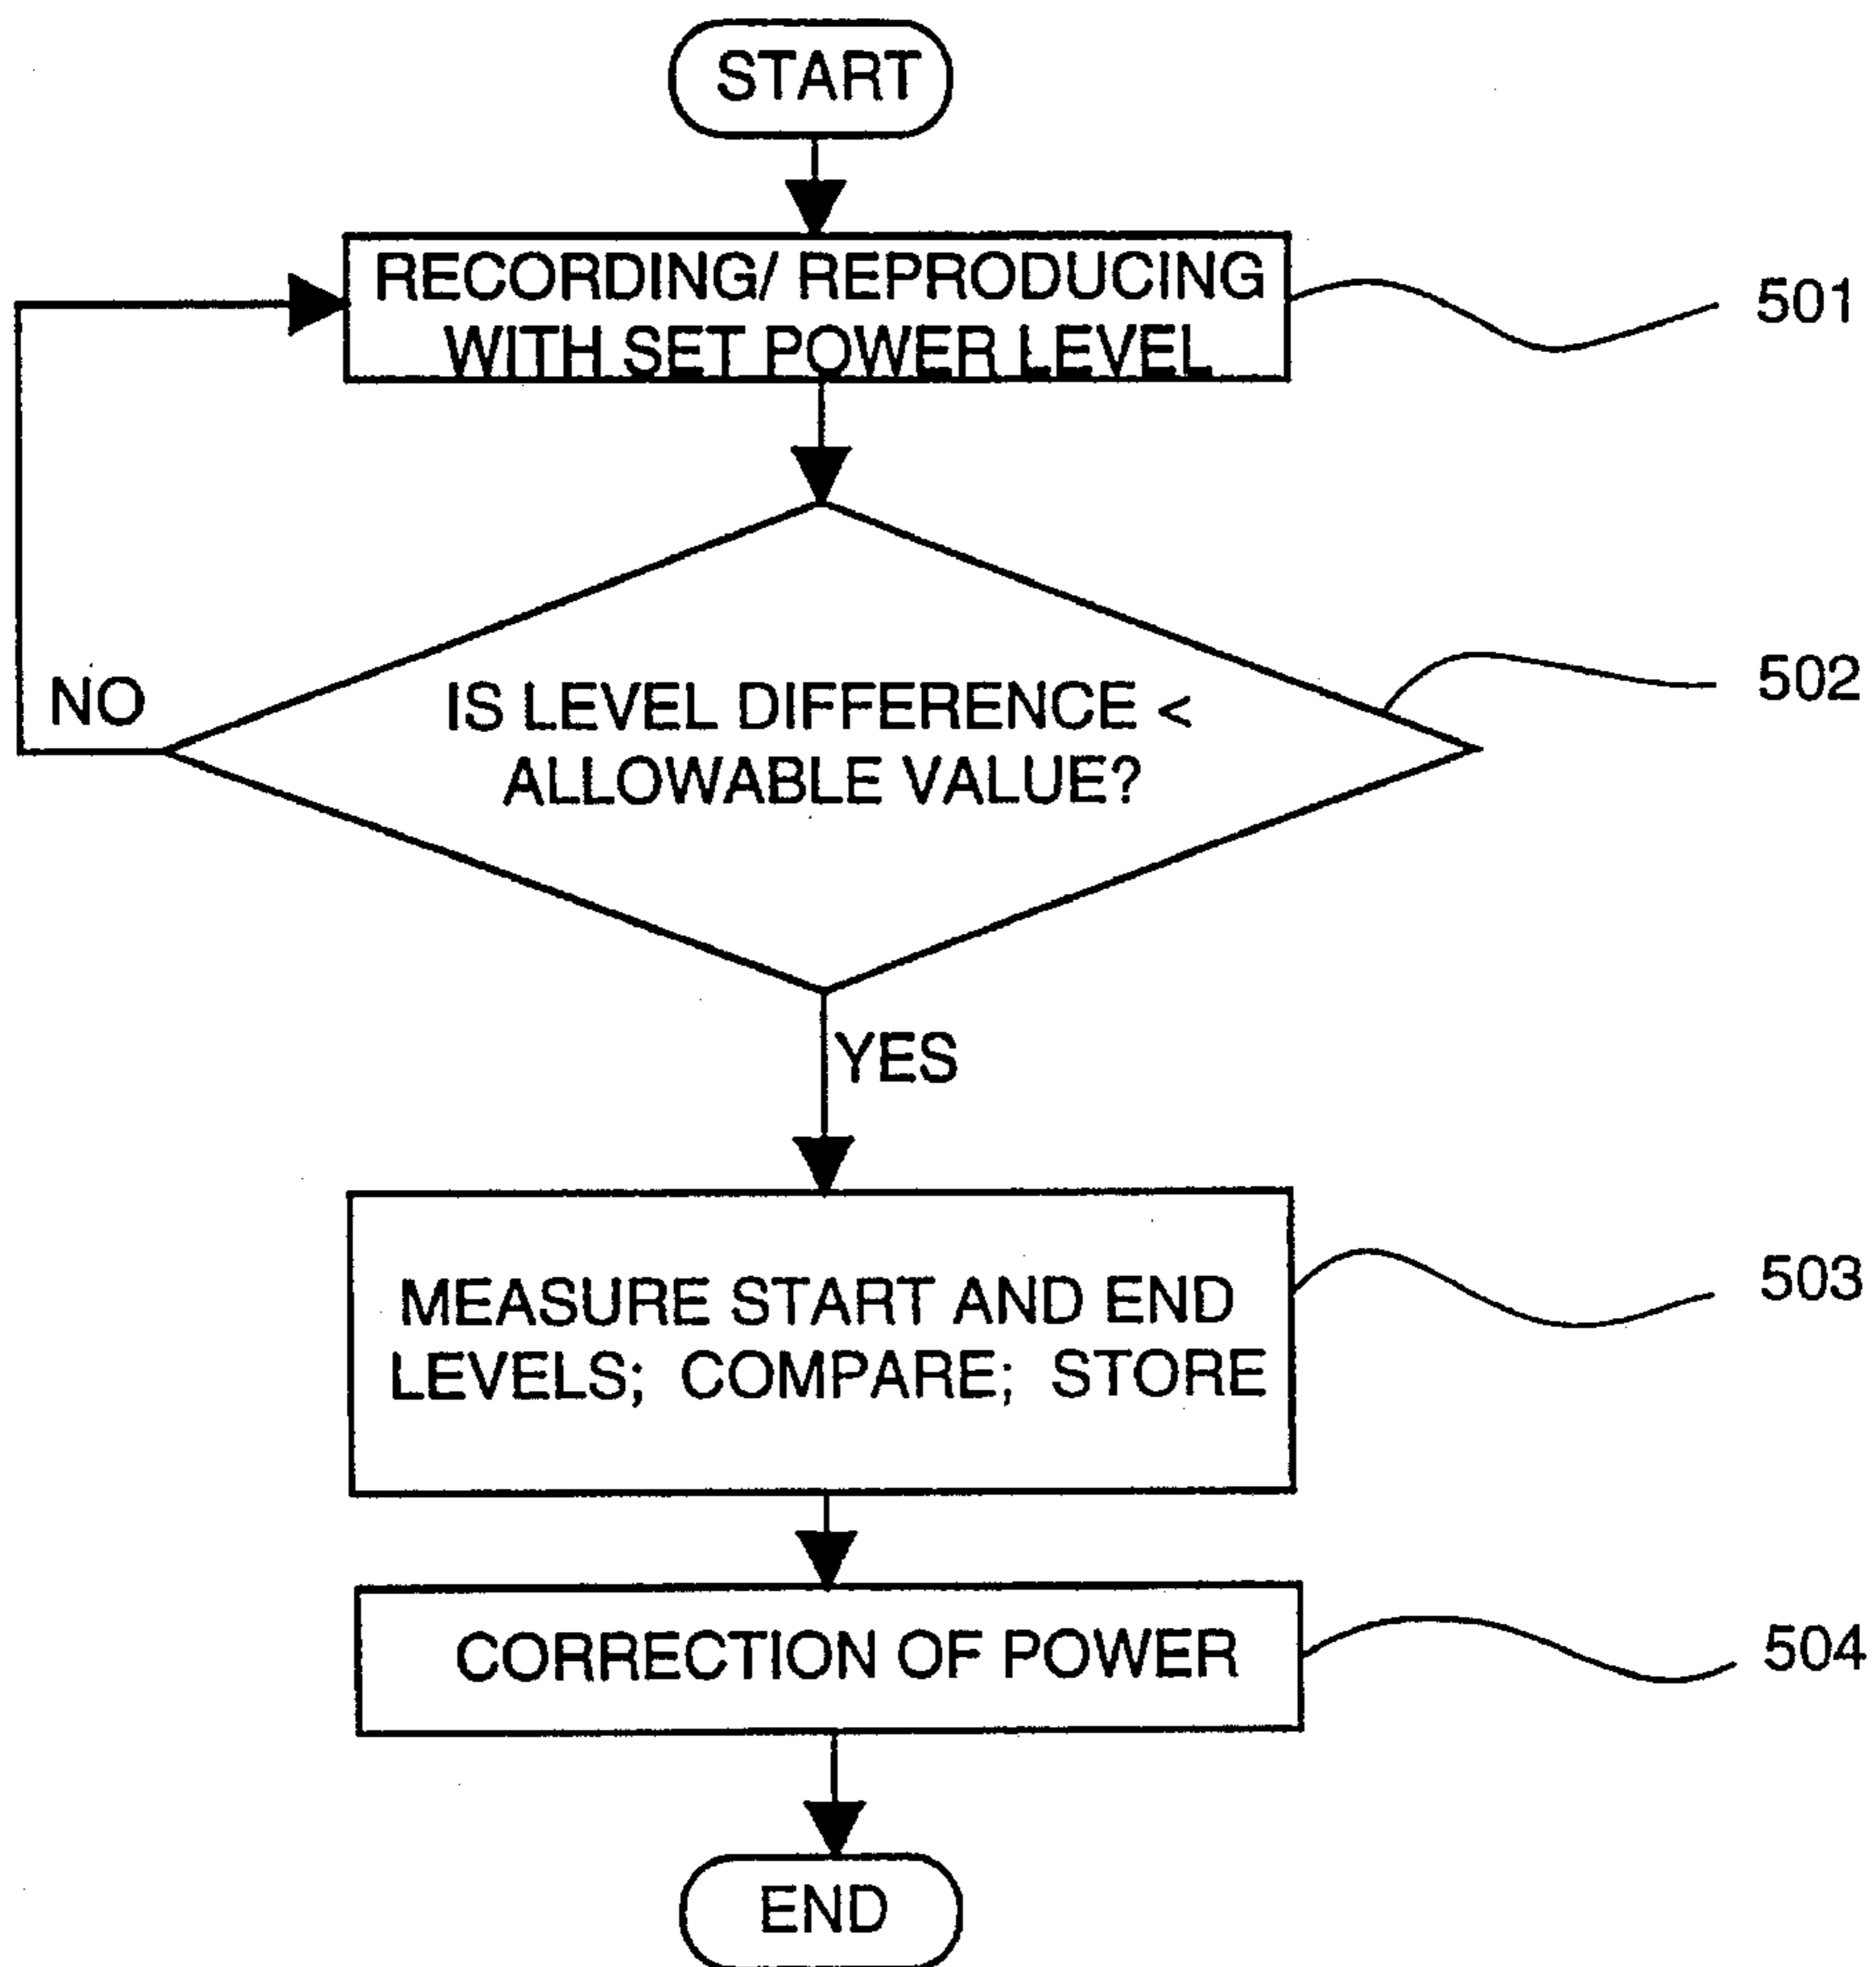 START
RECORDING/ REPRODUCING
WITH SET POWER LEVEL
501
IS LEVEL DIFFERENCE <
ALLOWABLE VALUE?
502
NO
YES
MEASURE START AND END
LEVELS; COMPARE; STORE
503
CORRECTION OF POWER
504
END